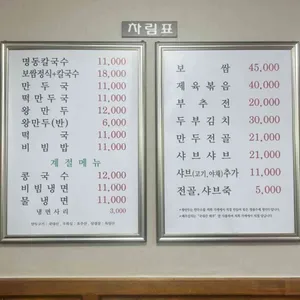 차림표
명동칼국수 11,000
보쌈정식+칼국수 18,000
만두국 11,000
떡만두국 11,000
왕만두 12,000
왕만두(반) 6,000
떡국 11,000
비빔밥 11,000
계절메뉴
콩국수 12,000
비빔냉면 11,000
물냉면 11,000
냉면사리 3,000
보쌈 45,000
제육볶음 40,000
부추전 20,000
두부김치 30,000
만두전골 21,000
샤브샤브 21,000
샤브(고기,야채)추가 11,000
전골,샤브죽 5,000